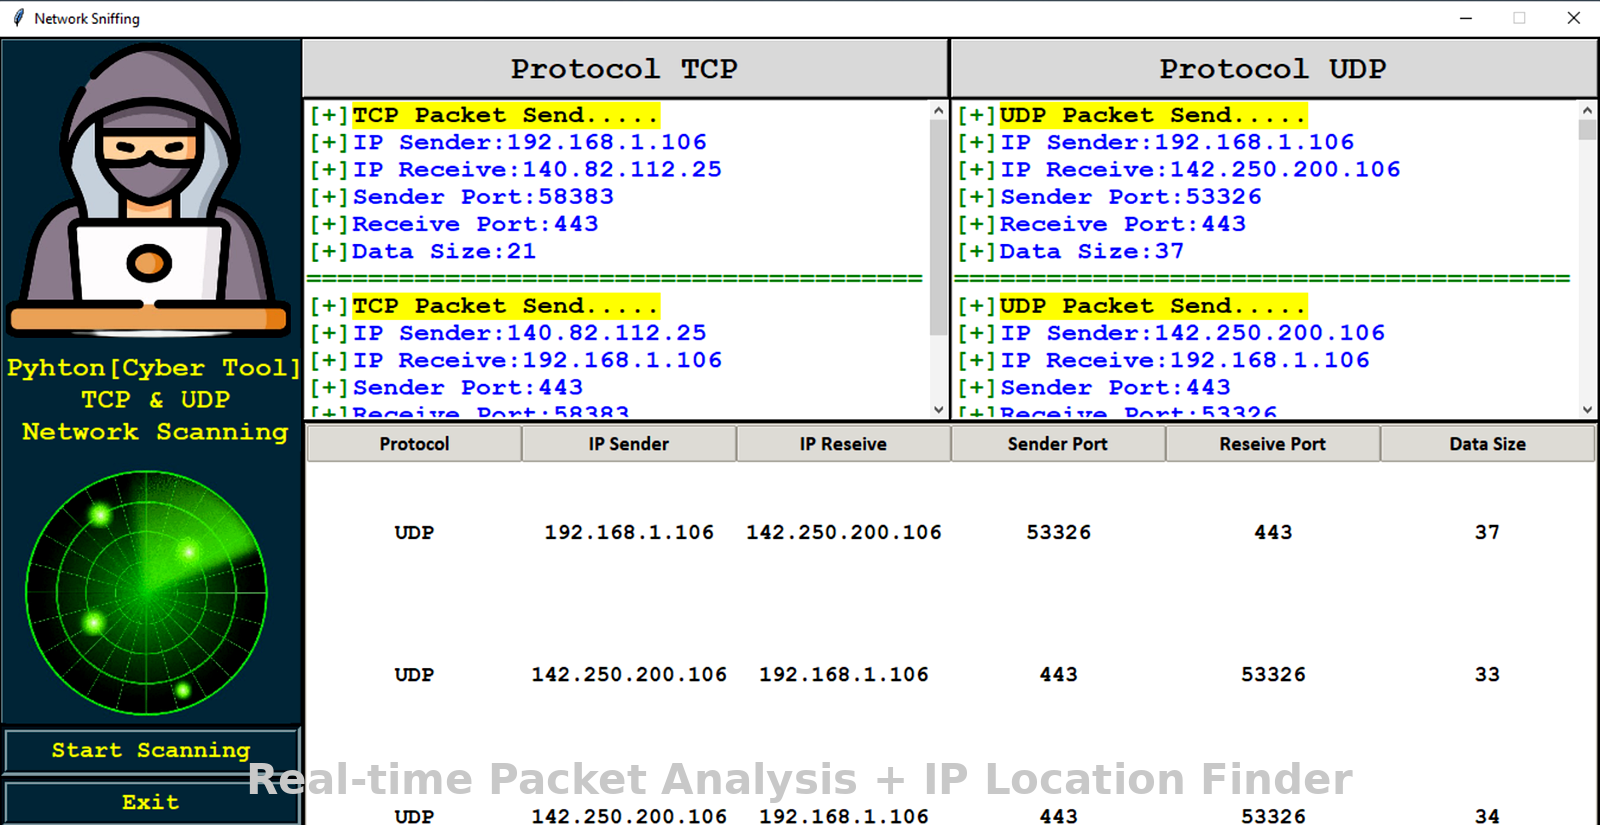 Network Sniffing
Protocol TCP
Protocol UDP
[+]TCP Packet Send.....
[+]IP Sender:192.168.1.106
[+]IP Receive:140.82.112.25
[+]Sender Port:58383
[+]Receive Port:443
[+]Data Size:21
========================================
[+]TCP Packet Send.....
[+]IP Sender:140.82.112.25
[+]IP Receive:192.168.1.106
[+]Sender Port:443
[+]Receive Port:58383
[+]UDP Packet Send.....
[+]IP Sender:192.168.1.106
[+]IP Receive:142.250.200.106
[+]Sender Port:53326
[+]Receive Port:443
[+]Data Size:37
========================================
[+]UDP Packet Send.....
[+]IP Sender:142.250.200.106
[+]IP Receive:192.168.1.106
[+]Sender Port:443
[+]Receive Port:53326
Pyhton[Cyber Tool]
TCP & UDP
Network Scanning
Start Scanning
Exit
Protocol IP Sender IP Reseive Sender Port Reseive Port Data Size
UDP 192.168.1.106 142.250.200.106 53326 443 37
UDP 142.250.200.106 192.168.1.106 443 53326 33
Real-time Packet Analysis + IP Location Finder
UDP 142.250.200.106 192.168.1.106 443 53326 34